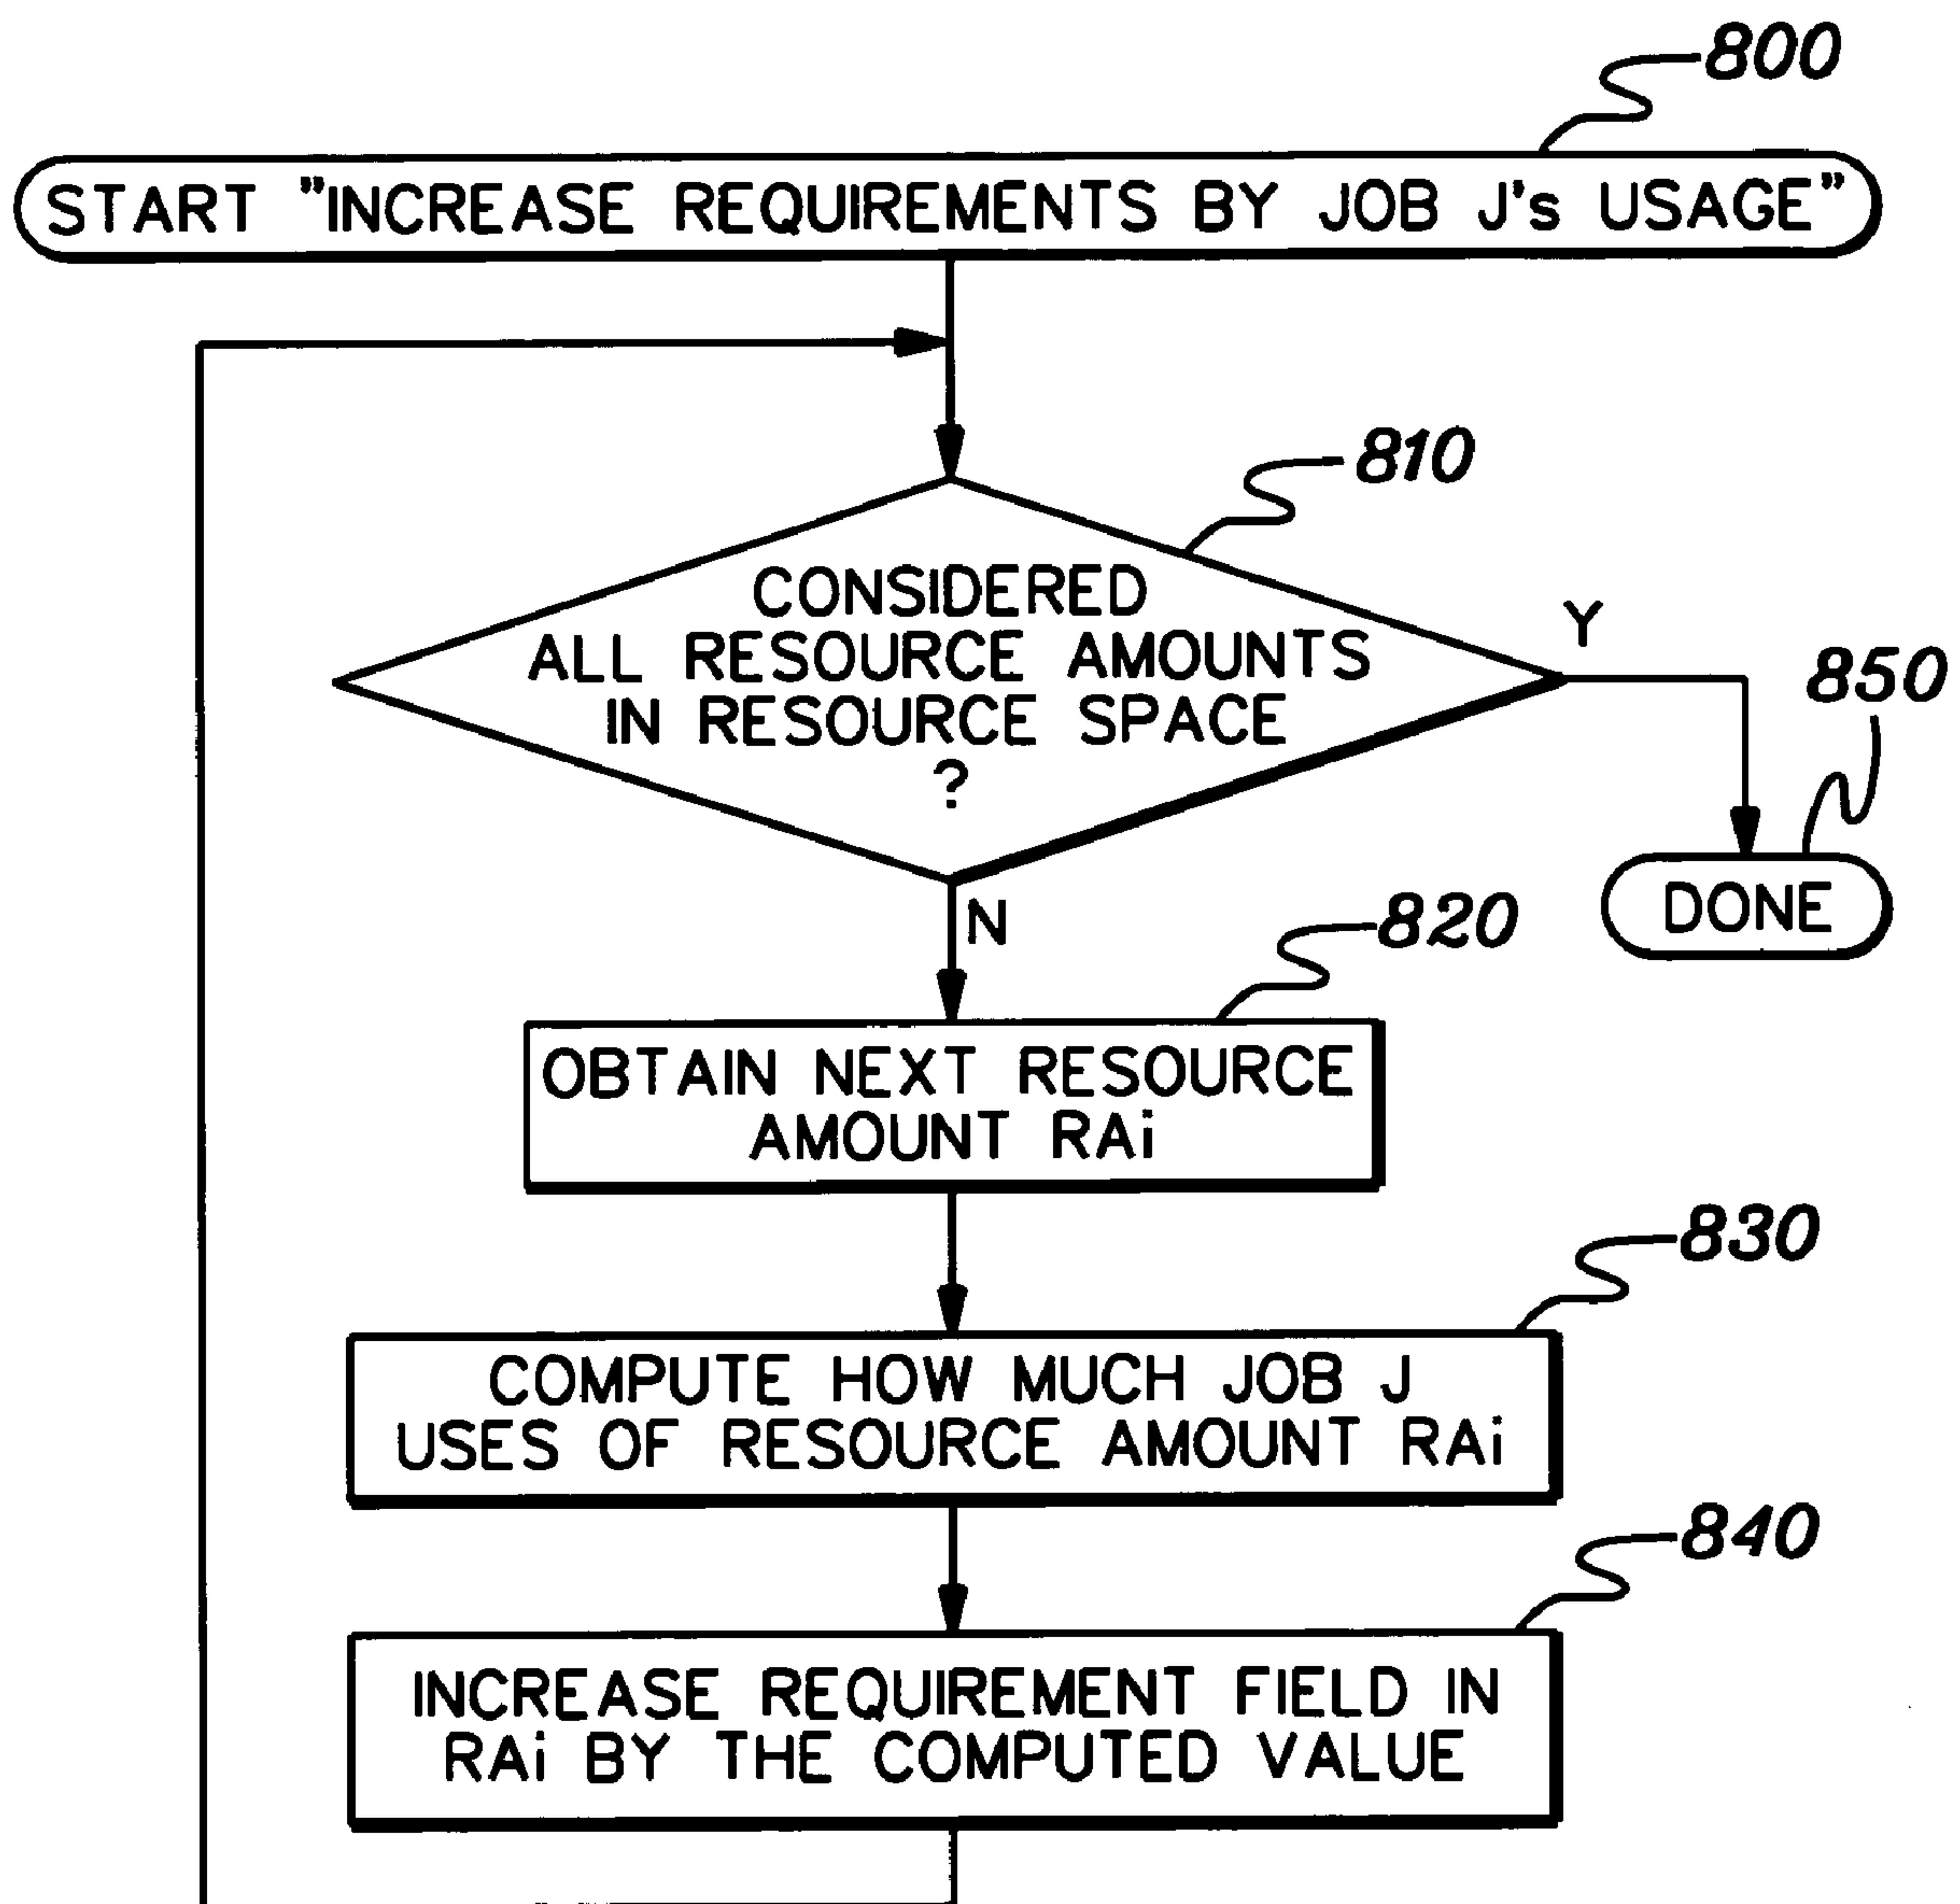 800
START "INCREASE REQUIREMENTS BY JOB J's USAGE"
810
CONSIDERED
ALL RESOURCE AMOUNTS
IN RESOURCE SPACE
?
Y
850
DONE
N
820
OBTAIN NEXT RESOURCE
AMOUNT RAi
830
COMPUTE HOW MUCH JOB J
USES OF RESOURCE AMOUNT RAi
840
INCREASE REQUIREMENT FIELD IN
RAi BY THE COMPUTED VALUE